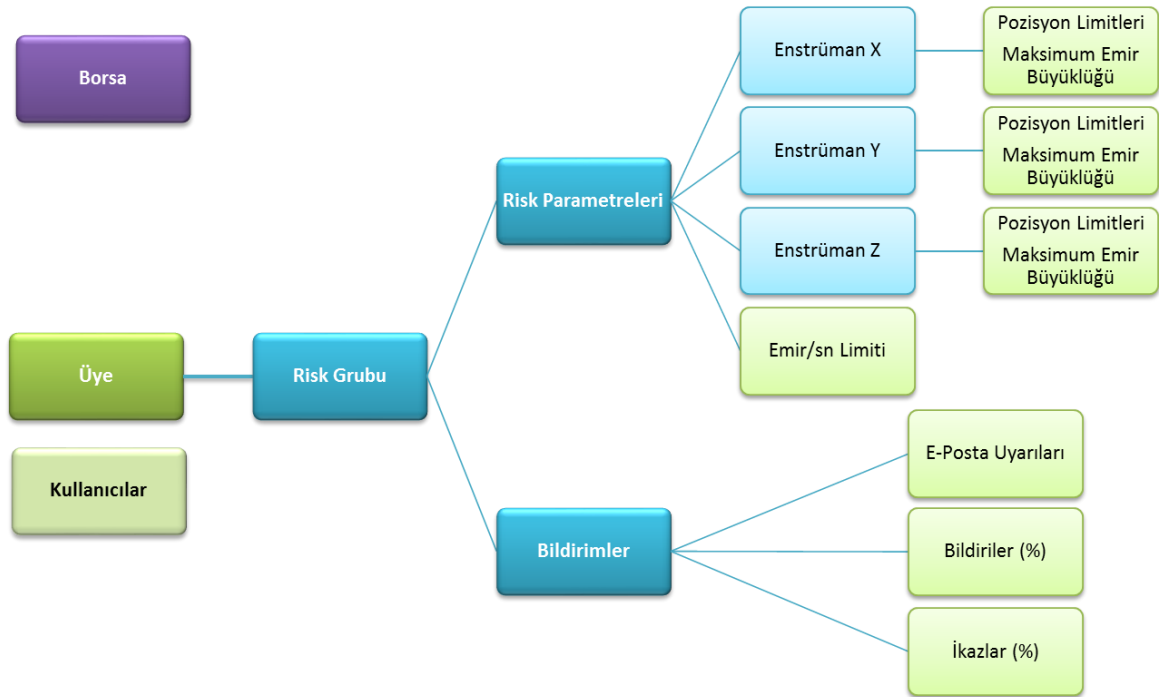 Borsa
Üye
Kullanıcılar
Risk Grubu
Risk Parametreleri
Enstrüman X
Pozisyon Limitleri
Maksimum Emir
Büyüklüğü
Enstrüman Y
Pozisyon Limitleri
Maksimum Emir
Büyüklüğü
Enstrüman Z
Pozisyon Limitleri
Maksimum Emir
Büyüklüğü
Emir/sn Limiti
Bildirimler
E-Posta Uyarıları
Bildiriler (%)
İkazlar (%)